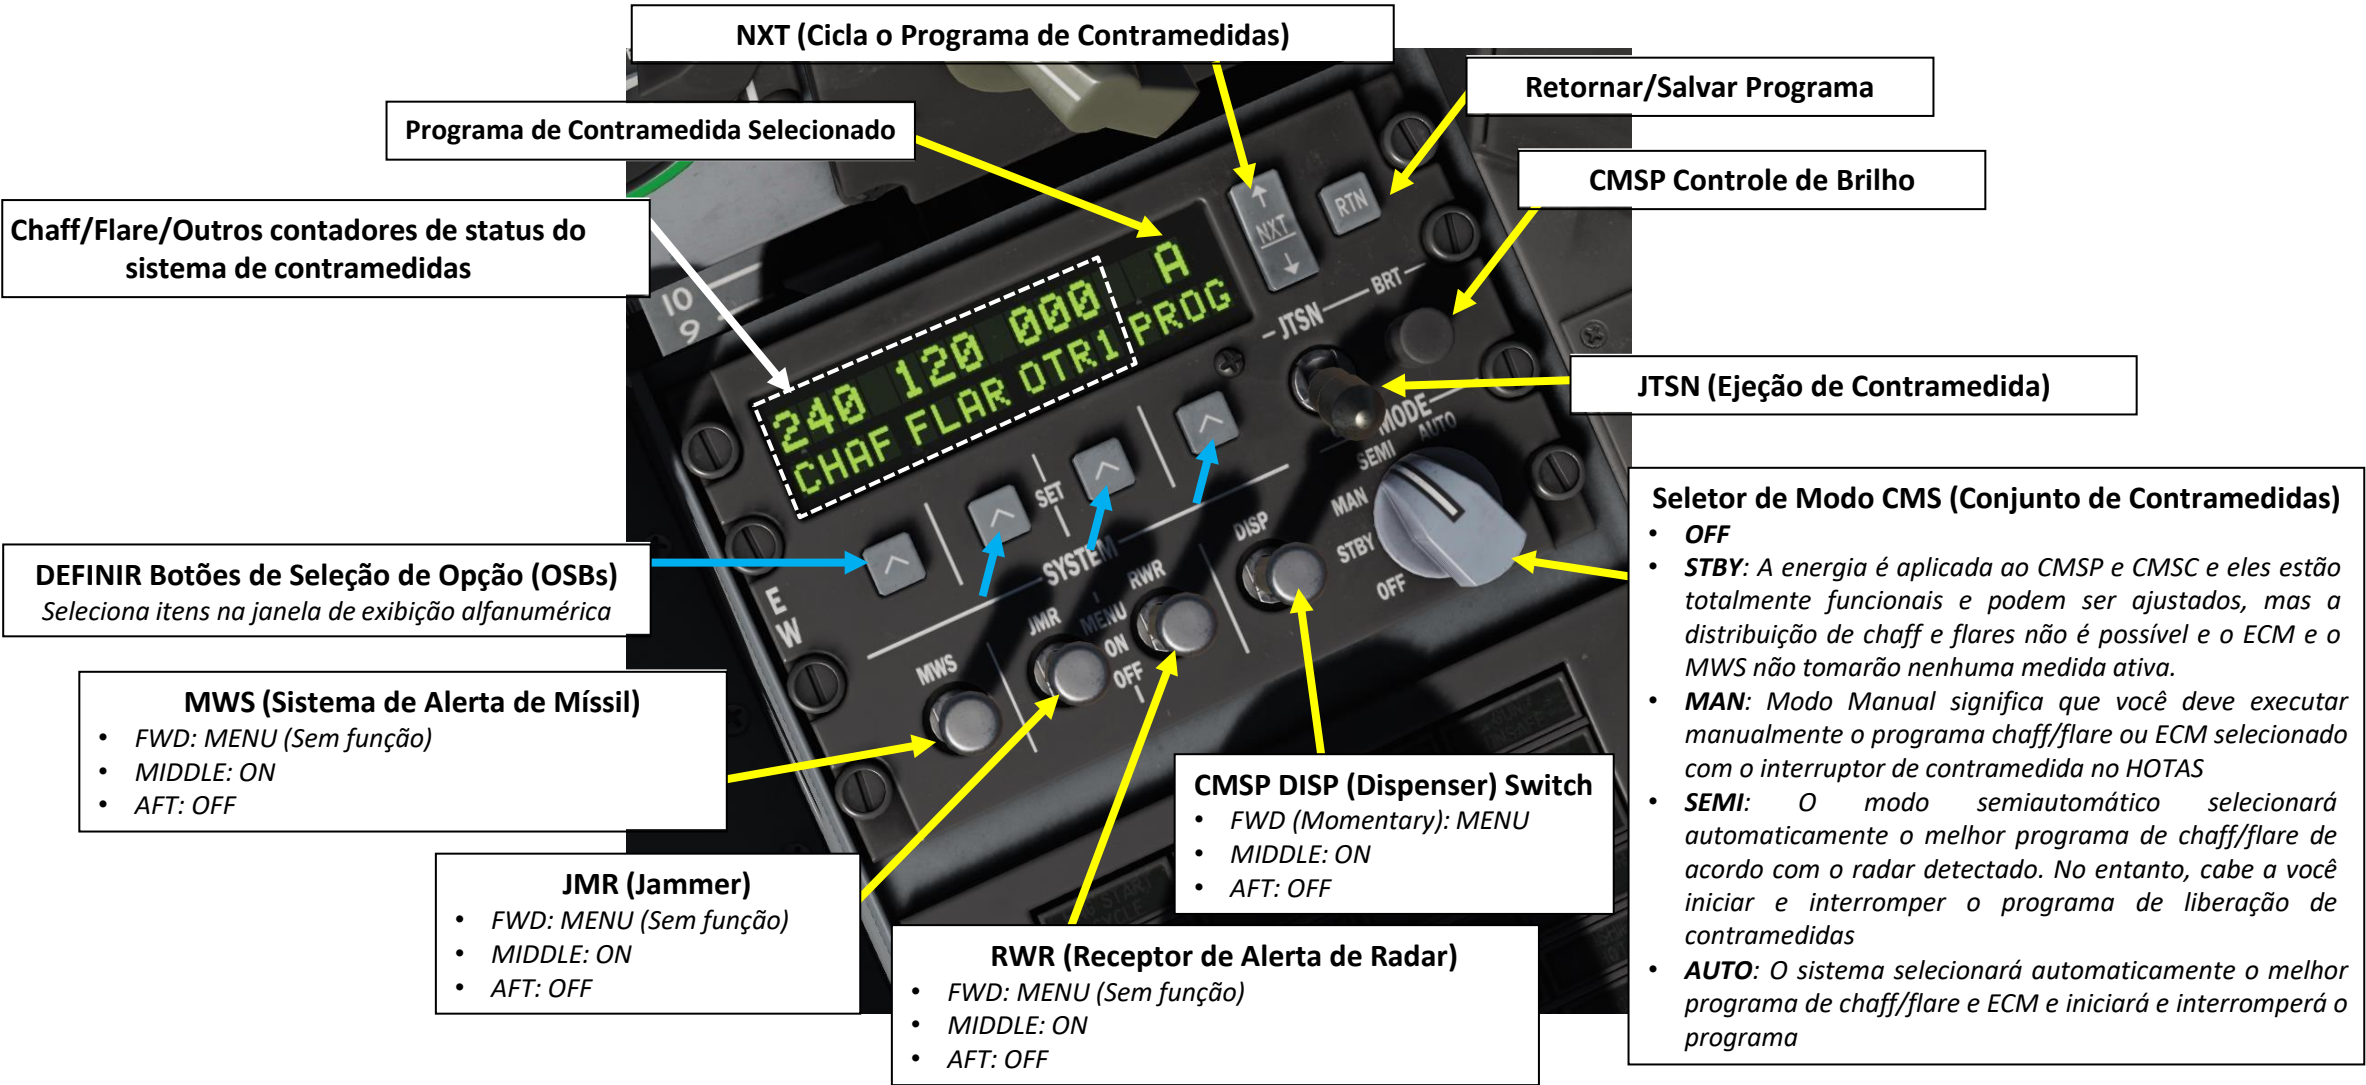 NXT (Cicla o Programa de Contramedidas)
Retornar/Salvar Programa
Programa de Contramedida Selecionado
CMSP Controle de Brilho
Chaff/Flare/Outros contadores de status do
sistema de contramedidas
JTSN (Ejeção de Contramedida)
DEFINIR Botões de Seleção de Opção (OSBs)
Seleciona itens na janela de exibição alfanumérica
MWS (Sistema de Alerta de Míssil)
• FWD: MENU (Sem função)
• MIDDLE: ON
• AFT: OFF
JMR (Jammer)
• FWD: MENU (Sem função)
• MIDDLE: ON
• AFT: OFF
RWR (Receptor de Alerta de Radar)
• FWD: MENU (Sem função)
• MIDDLE: ON
• AFT: OFF
CMSP DISP (Dispenser) Switch
• FWD (Momentary): MENU
• MIDDLE: ON
• AFT: OFF
Seletor de Modo CMS (Conjunto de Contramedidas)
• OFF
• STBY: A energia é aplicada ao CMSP e CMSC e eles estão
totalmente funcionais e podem ser ajustados, mas a
distribuição de chaff e flares não é possível e o ECM e o
MWS não tomarão nenhuma medida ativa.
• MAN: Modo Manual significa que você deve executar
manualmente o programa chaff/flare ou ECM selecionado
com o interruptor de contramedida no HOTAS
• SEMI: O modo semiautomático selecionará
automaticamente o melhor programa de chaff/flare de
acordo com o radar detectado. No entanto, cabe a você
iniciar e interromper o programa de liberação de
contramedidas
• AUTO: O sistema selecionará automaticamente o melhor
programa de chaff/flare e ECM e iniciará e interromperá o
programa
10
9
240 120 000 A
CHAF FLAR OTR1 PROG
↑
NXT
↓
RTN
JTSN
BRT
MODE
OFF
STBY
MAN
SEMI
AUTO
SET
SYSTEM
EW
MWS
JMR
RWR
DISP
MENU
ON
OFF